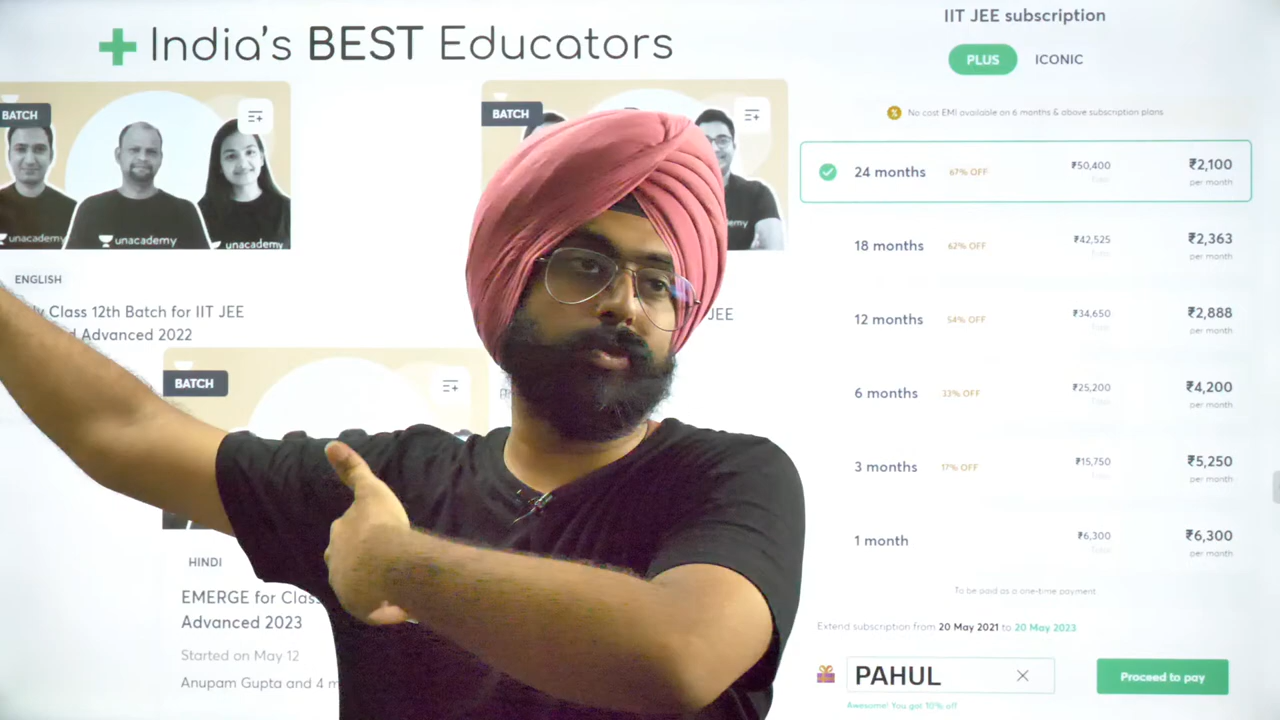 India's BEST Educators
BATCH
unacademy
unacademy
unacademy
ENGLISH
Class 12th Batch for IIT JEE
Advanced 2022
BATCH
JEE
BATCH
HINDI
EMERGE for Class
Advanced 2023
Started on May 12
Anupam Gupta and 4 m
IIT JEE subscription
PLUS ICONIC
No cost EMI available on 6 months & above subscription plans
24 months 67% OFF ₹50,400 ₹2,100
Total per month
18 months 62% OFF ₹42,525 ₹2,363
Total per month
12 months 54% OFF ₹34,650 ₹2,888
Total per month
6 months 33% OFF ₹25,200 ₹4,200
Total per month
3 months 17% OFF ₹15,750 ₹5,250
Total per month
1 month ₹6,300 ₹6,300
Total per month
To be paid as a one-time payment
Extend subscription from 20 May 2021 to 20 May 2023
PAHUL
Proceed to pay
Awesome! You got 10% off